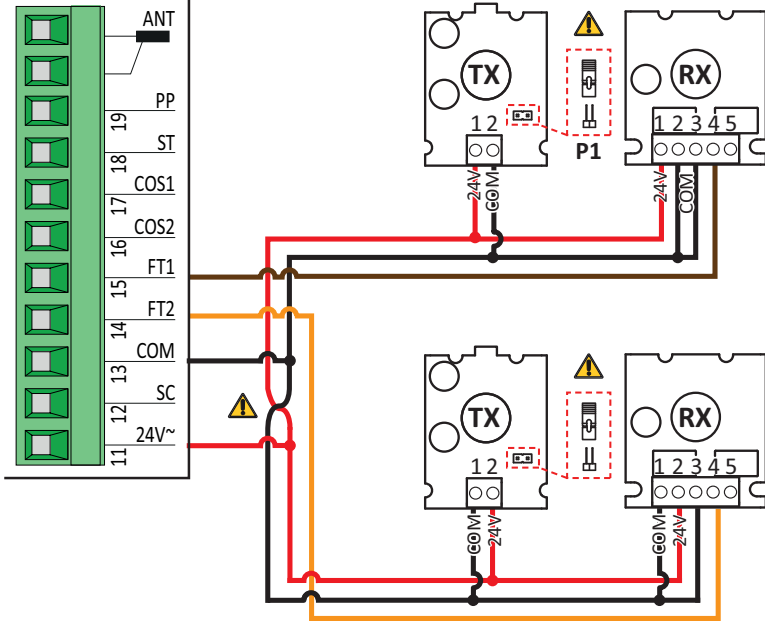 ANT
PP
19
ST
18
COS1
17
COS2
16
FT1
15
FT2
14
COM
13
SC
12
24V~
11
TX
1 2
24V
COM
P1
RX
1 2 3 4 5
24V
COM
TX
1 2
COM
24V
RX
1 2 3 4 5
COM
24V